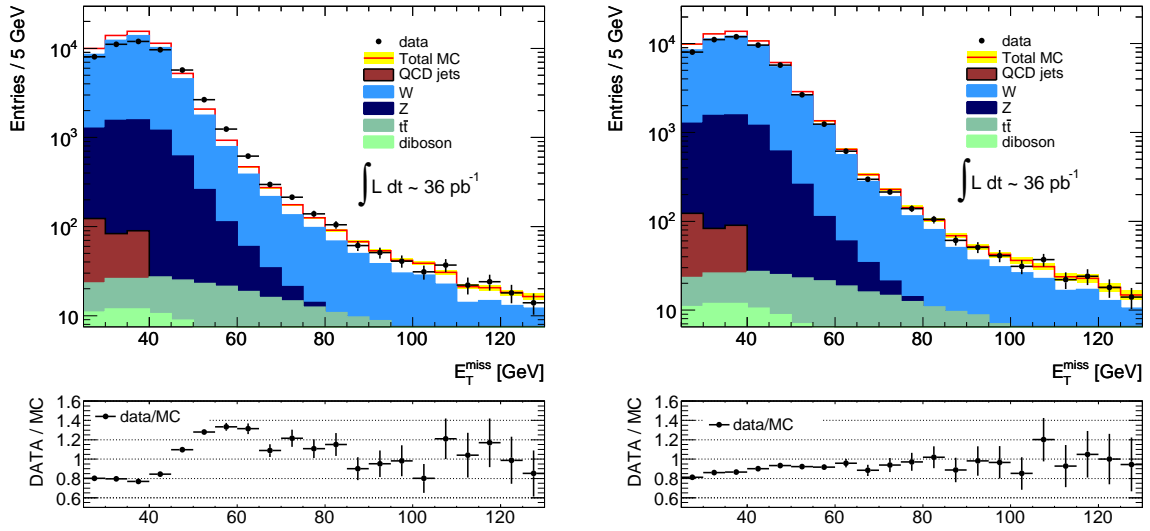 Entries / 5 GeV
10⁴
10³
10²
10
data
Total MC
QCD jets
W
Z
tt̄
diboson
∫ L dt ~ 36 pb⁻¹
40 60 80 100 120
E_T^miss [GeV]
DATA / MC
1.6
1.4
1.2
1
0.8
0.6
data/MC
40 60 80 100 120
Entries / 5 GeV
10⁴
10³
10²
10
data
Total MC
QCD jets
W
Z
tt̄
diboson
∫ L dt ~ 36 pb⁻¹
40 60 80 100 120
E_T^miss [GeV]
DATA / MC
1.6
1.4
1.2
1
0.8
0.6
data/MC
40 60 80 100 120